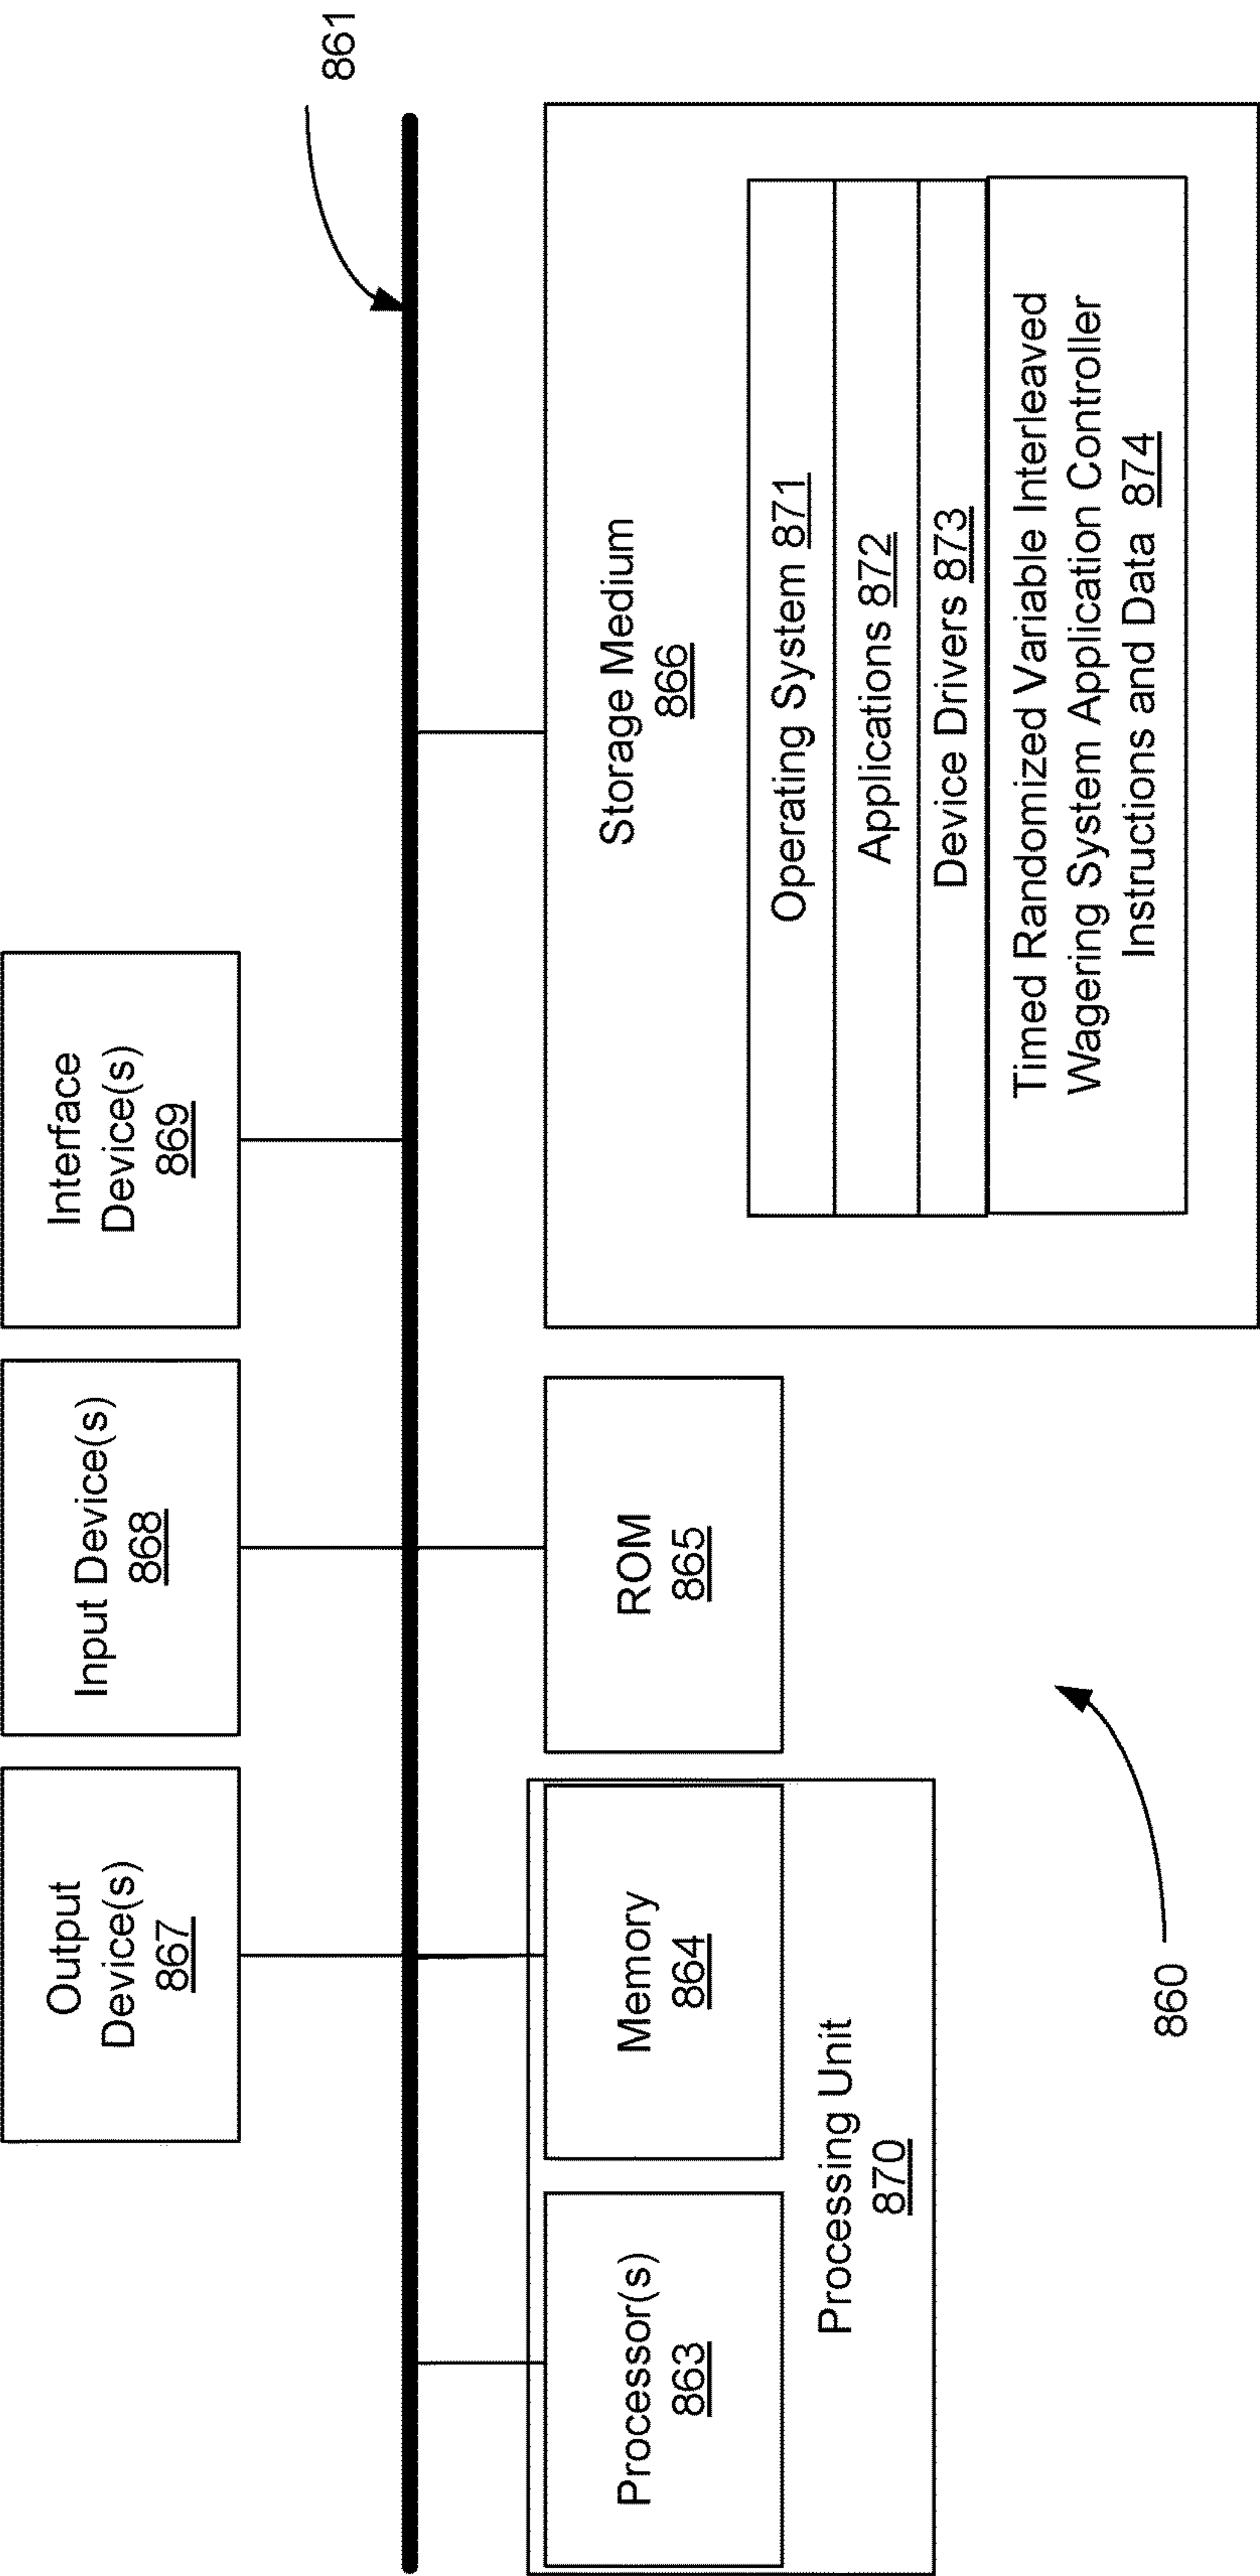 861
Output
Device(s)
867
Input Device(s)
868
Interface
Device(s)
869
Processor(s)
863
Memory
864
Processing Unit
870
ROM
865
Storage Medium
866
Operating System 871
Applications 872
Device Drivers 873
Timed Randomized Variable Interleaved
Wagering System Application Controller
Instructions and Data 874
860